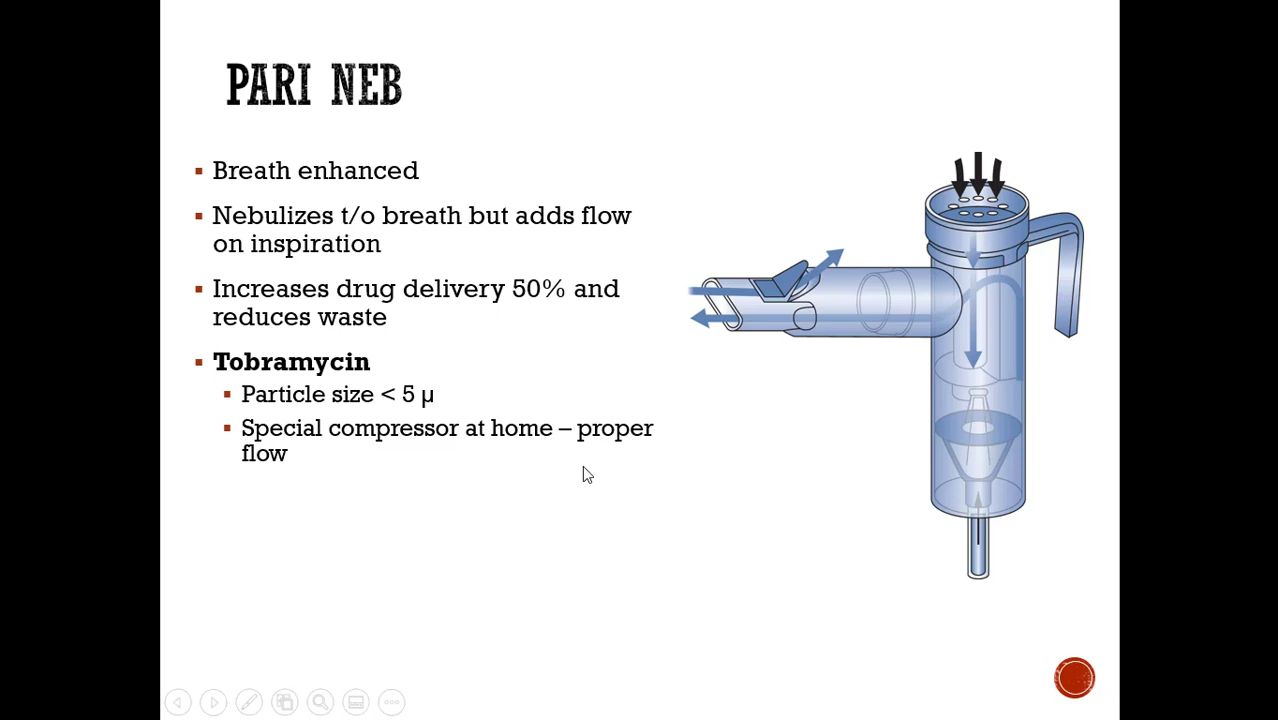 PARI NEB
Breath enhanced
Nebulizes t/o breath but adds flow
on inspiration
Increases drug delivery 50% and
reduces waste
Tobramycin
Particle size < 5 μ
Special compressor at home – proper
flow